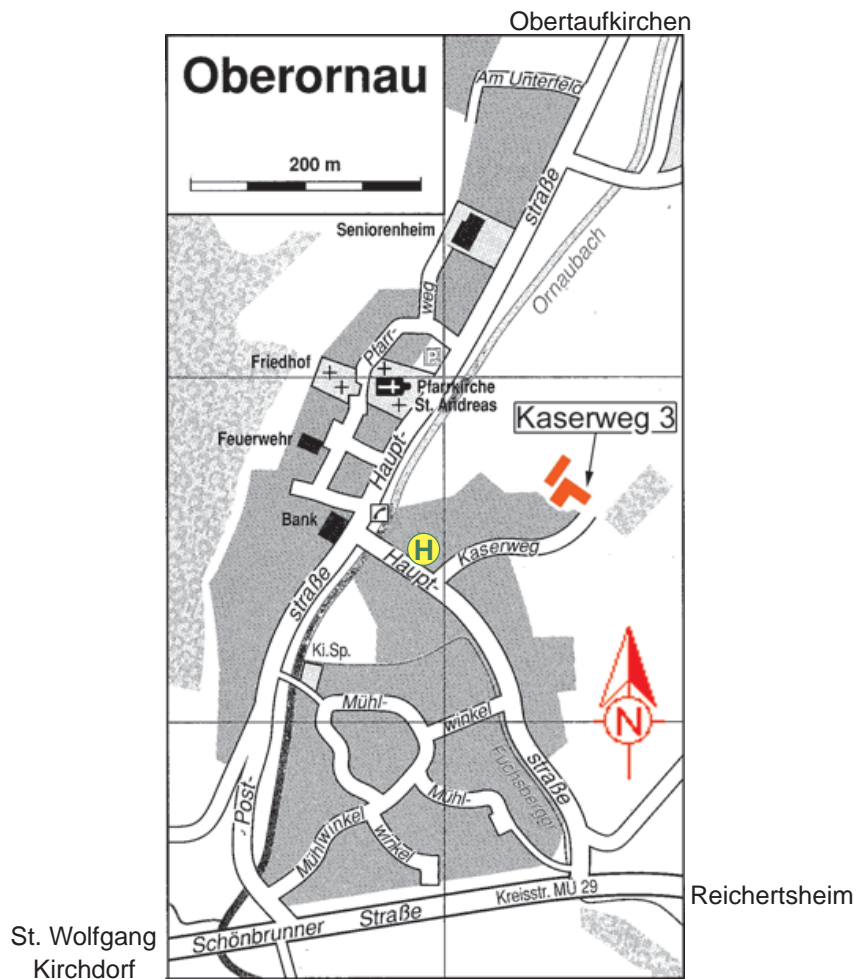 Obertaufkirchen
Oberornau
200 m
Am Unterfeld
straße
Seniorenheim
Ornaubach
weg
Pfarr-
P
Friedhof
Pfarrkirche
St. Andreas
Kaserweg 3
Feuerwehr
Haupt-
Bank
H
Kaserweg
Haupt-
straße
Ki.Sp.
Mühl-
winkel
N
straße
Fuchsberggr.
Post-
Mühl-
Mühlwinkel
winkel
Kreisstr. MÜ 29
Reichertsheim
Schönbrunner Straße
St. Wolfgang
Kirchdorf